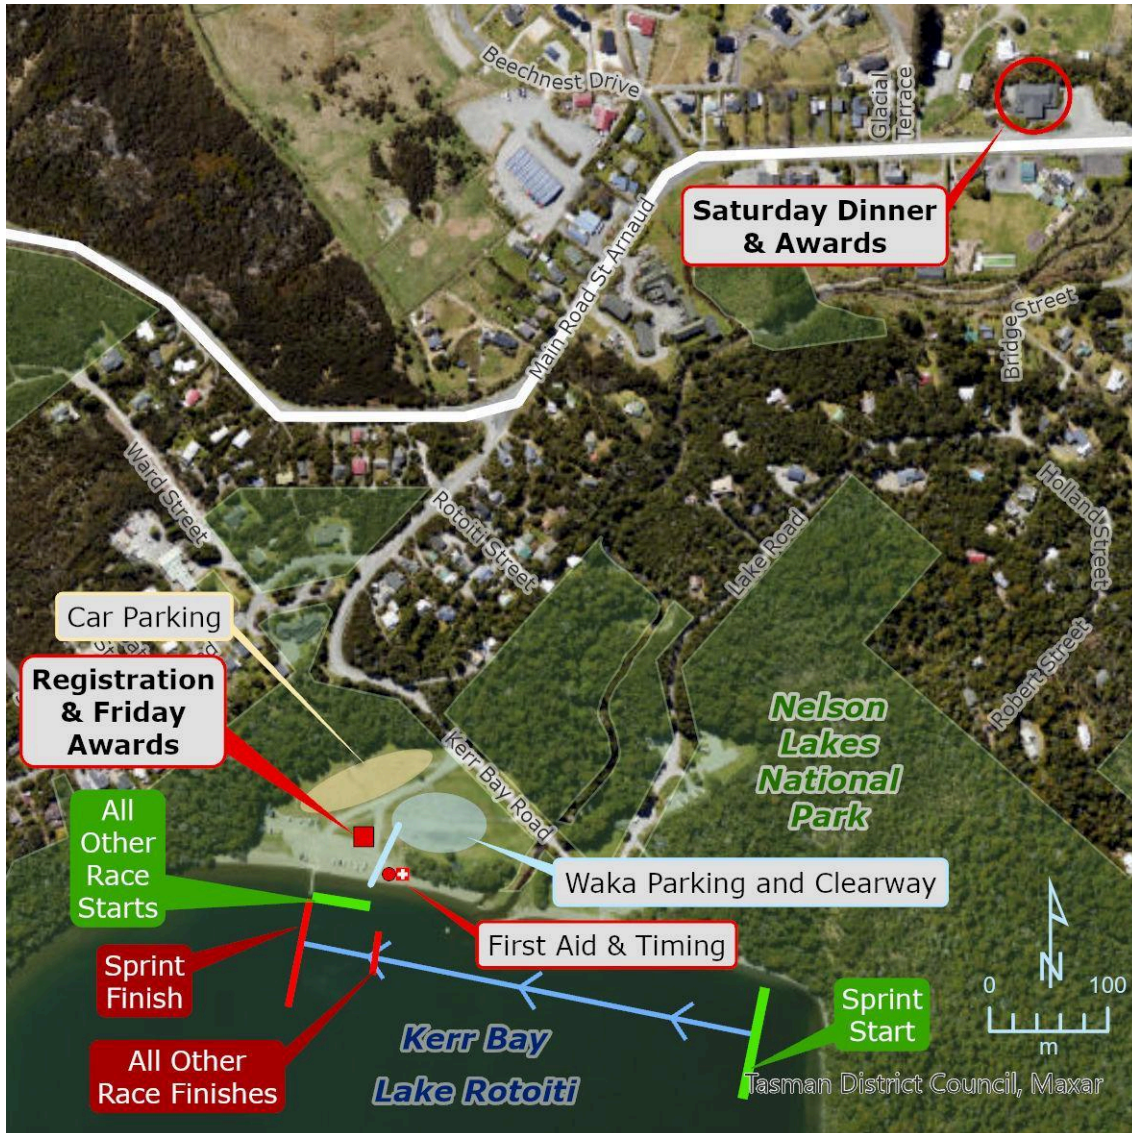 Beechnest Drive
Glacial
Terrace
Saturday Dinner
& Awards
Main Road St Arnaud
Bridge Street
Ward Street
Rotoiti Street
Lake Road
Holland
Street
Robert Street
Car Parking
Registration
& Friday
Awards
Kerr Bay Road
Nelson
Lakes
National
Park
All
Other
Race
Starts
Waka Parking and Clearway
First Aid & Timing
Sprint
Finish
Sprint
Start
All Other
Race Finishes
Kerr Bay
Lake Rotoiti
N
0 100
m
Tasman District Council, Maxar